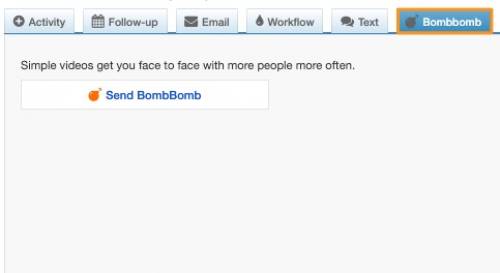 Activity Follow-up Email Workflow Text Bombbomb
Simple videos get you face to face with more people more often.
Send BombBomb